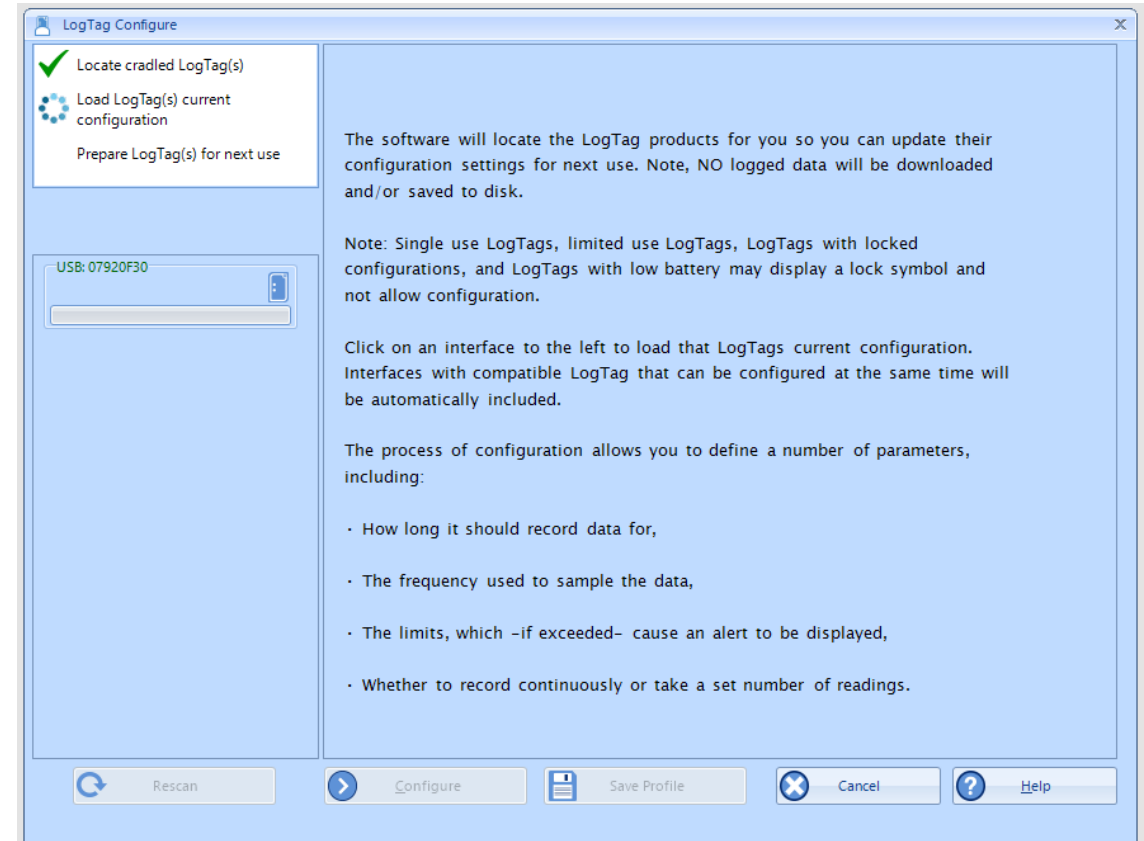 LogTag Configure
x
Locate cradled LogTag(s)
Load LogTag(s) current
configuration
Prepare LogTag(s) for next use
USB: 07920F30
The software will locate the LogTag products for you so you can update their
configuration settings for next use. Note, NO logged data will be downloaded
and/or saved to disk.
Note: Single use LogTags, limited use LogTags, LogTags with locked
configurations, and LogTags with low battery may display a lock symbol and
not allow configuration.
Click on an interface to the left to load that LogTags current configuration.
Interfaces with compatible LogTag that can be configured at the same time will
be automatically included.
The process of configuration allows you to define a number of parameters,
including:
· How long it should record data for,
· The frequency used to sample the data,
· The limits, which –if exceeded– cause an alert to be displayed,
· Whether to record continuously or take a set number of readings.
Rescan
Configure
Save Profile
Cancel
? Help